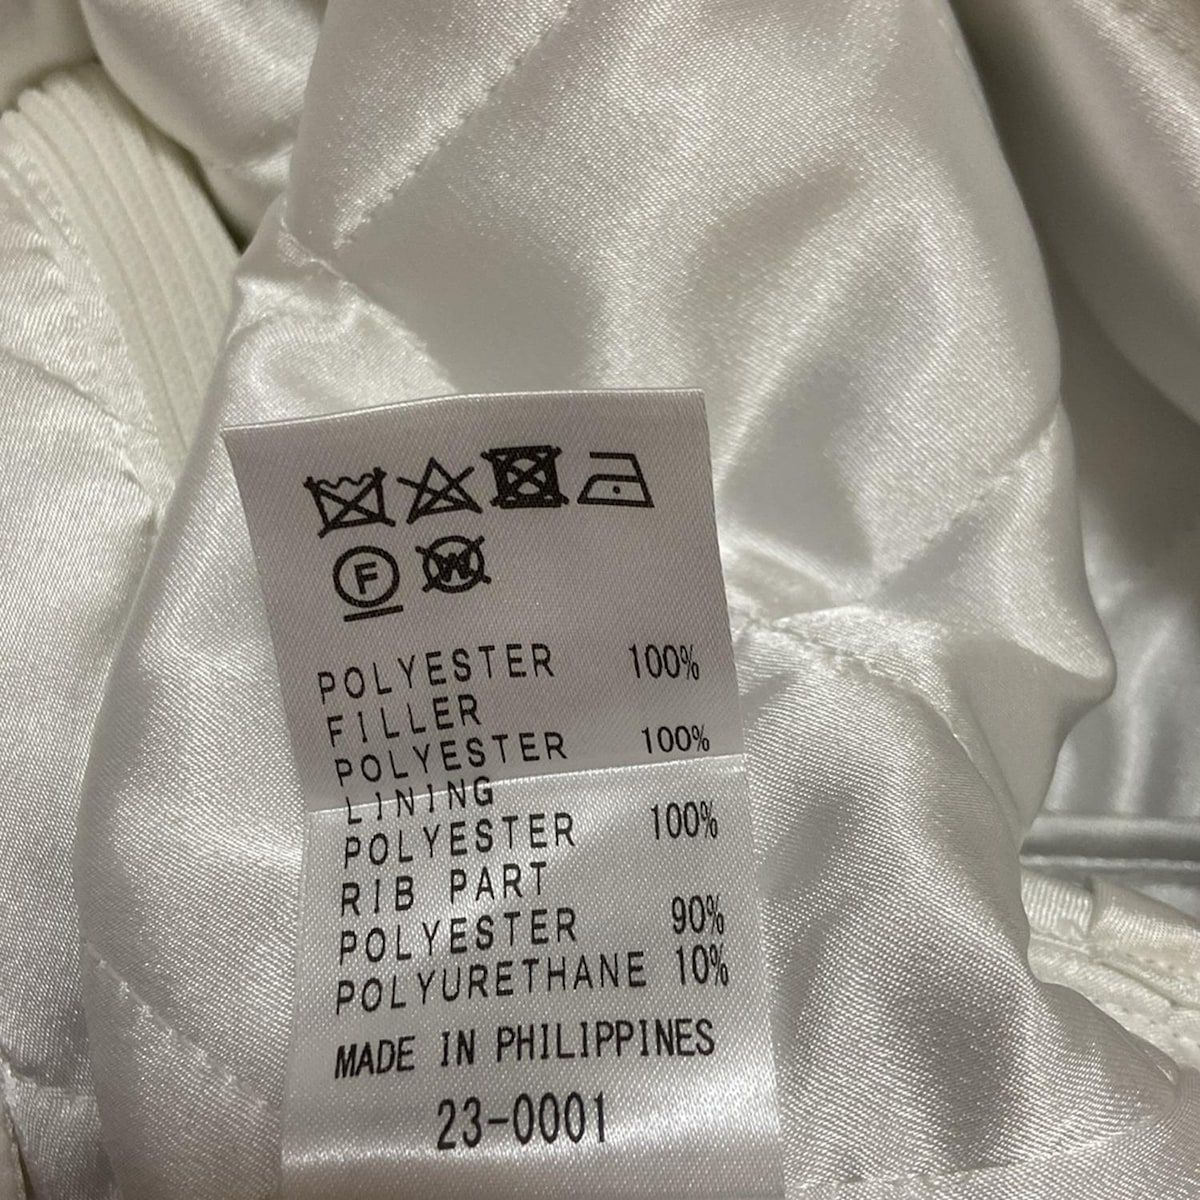 F W
POLYESTER 100%
FILLER
POLYESTER 100%
LINING
POLYESTER 100%
RIB PART
POLYESTER 90%
POLYURETHANE 10%
MADE IN PHILIPPINES
23-0001